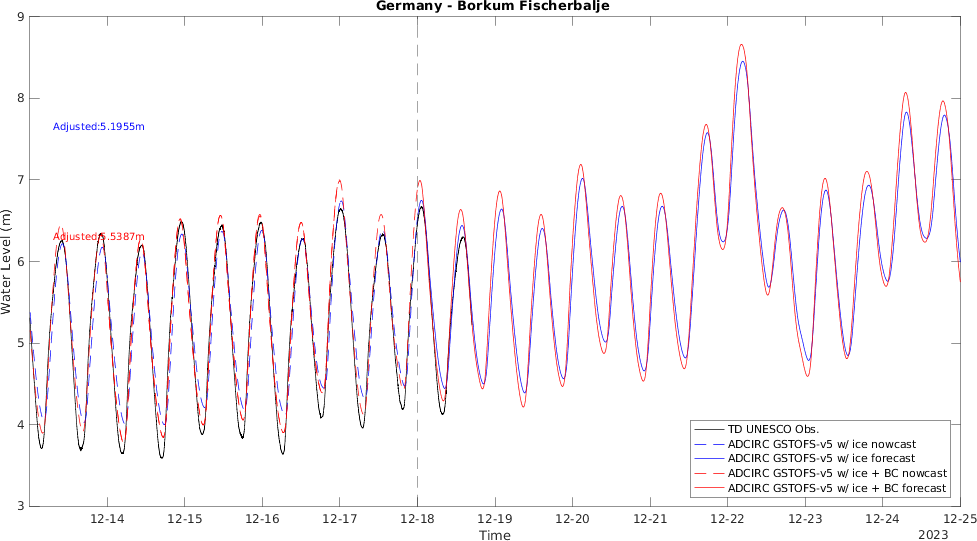 Germany - Borkum Fischerbalje
9
8
7
6
5
4
3
Water Level (m)
Adjusted:5.1955m
Adjusted:5.5387m
TD UNESCO Obs.
ADCIRC GSTOFS-v5 w/ ice nowcast
ADCIRC GSTOFS-v5 w/ ice forecast
ADCIRC GSTOFS-v5 w/ ice + BC nowcast
ADCIRC GSTOFS-v5 w/ ice + BC forecast
12-14 12-15 12-16 12-17 12-18 12-19 12-20 12-21 12-22 12-23 12-24 12-25
Time
2023